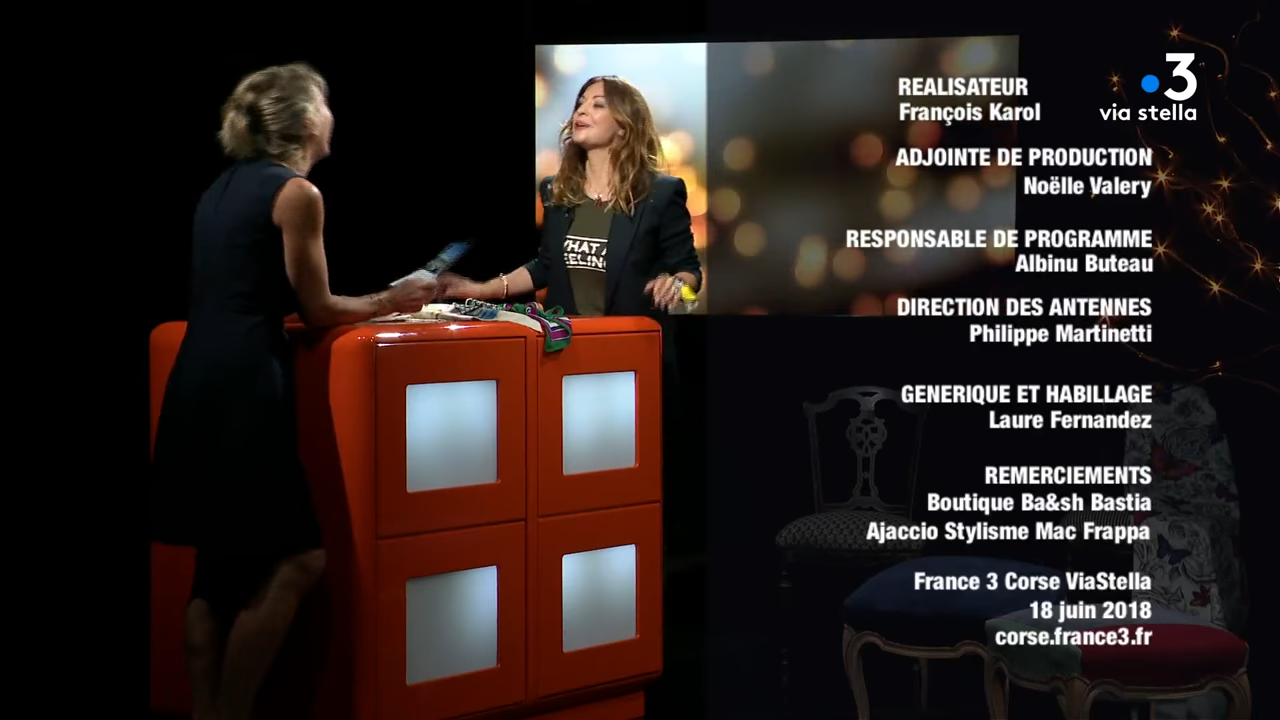 3
via stella
REALISATEUR
François Karol
ADJOINTE DE PRODUCTION
Noëlle Valery
RESPONSABLE DE PROGRAMME
Albinu Buteau
DIRECTION DES ANTENNES
Philippe Martinetti
GENERIQUE ET HABILLAGE
Laure Fernandez
REMERCIEMENTS
Boutique Ba&sh Bastia
Ajaccio Stylisme Mac Frappa
France 3 Corse ViaStella
18 juin 2018
corse.france3.fr
WHAT A
FEELING